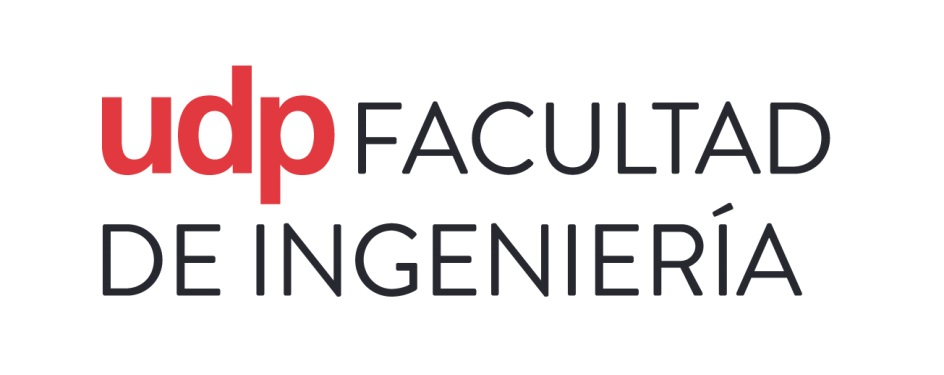 udp FACULTAD
DE INGENIERÍA